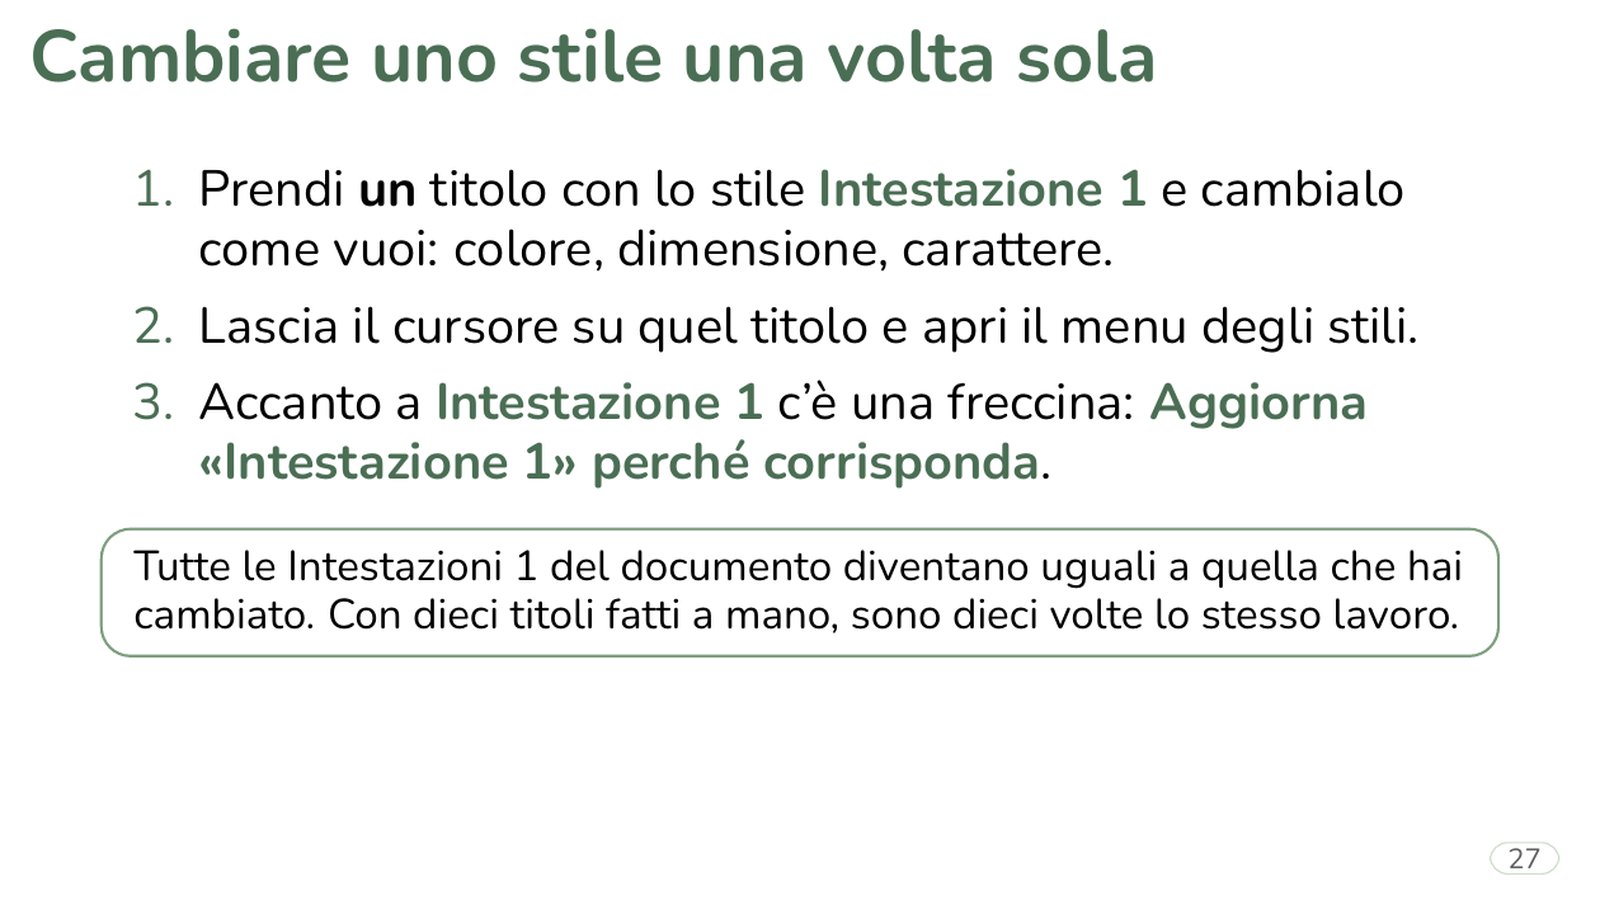 Cambiare uno stile una volta sola
1. Prendi un titolo con lo stile Intestazione 1 e cambialo
come vuoi: colore, dimensione, carattere.
2. Lascia il cursore su quel titolo e apri il menu degli stili.
3. Accanto a Intestazione 1 c’è una freccina: Aggiorna
«Intestazione 1» perché corrisponda.
Tutte le Intestazioni 1 del documento diventano uguali a quella che hai
cambiato. Con dieci titoli fatti a mano, sono dieci volte lo stesso lavoro.
27